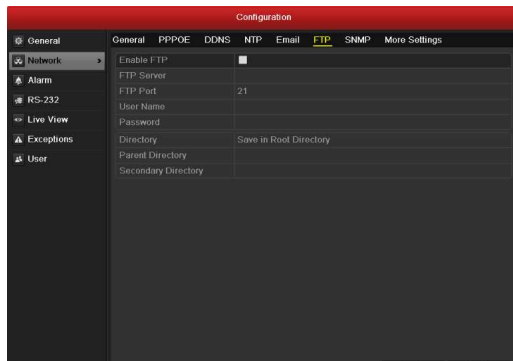 Configuration
General
Network
Alarm
RS-232
Live View
Exceptions
User
General PPPOE DDNS NTP Email FTP SNMP More Settings
Enable FTP
FTP Server
FTP Port 21
User Name
Password
Directory Save in Root Directory
Parent Directory
Secondary Directory